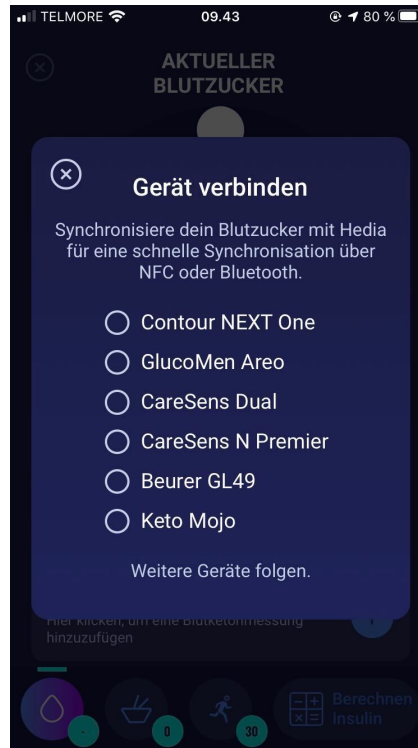 TELMORE 09.43 80 %
AKTUELLER
BLUTZUCKER
Gerät verbinden
Synchronisiere dein Blutzucker mit Hedia
für eine schnelle Synchronisation über
NFC oder Bluetooth.
Contour NEXT One
GlucoMen Areo
CareSens Dual
CareSens N Premier
Beurer GL49
Keto Mojo
Weitere Geräte folgen.
Hier klicken, um eine Blutketonmessung
hinzuzufügen
- 0 30
Berechnen
Insulin